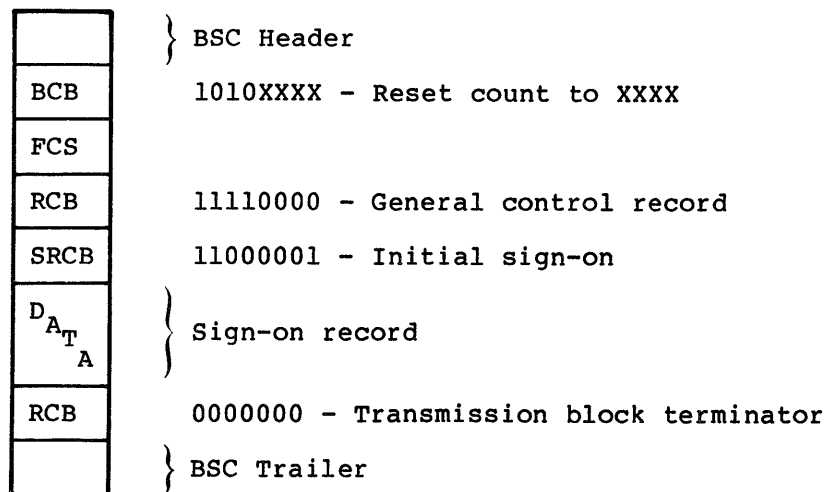 } BSC Header
BCB 1010XXXX - Reset count to XXXX
FCS
RCB 11110000 - General control record
SRCB 11000001 - Initial sign-on
DATA } Sign-on record
RCB 0000000 - Transmission block terminator
} BSC Trailer